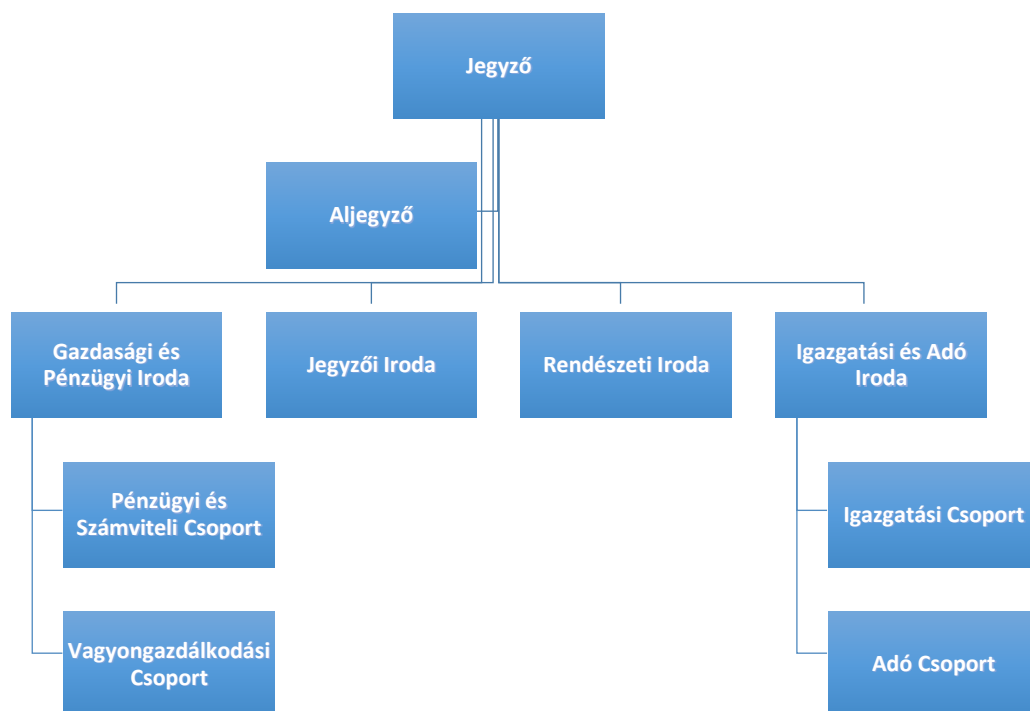 Jegyző
Aljegyző
Gazdasági és
Pénzügyi Iroda
Jegyzői Iroda
Rendészeti Iroda
Igazgatási és Adó
Iroda
Pénzügyi és
Számviteli Csoport
Igazgatási Csoport
Vagyongazdálkodási
Csoport
Adó Csoport